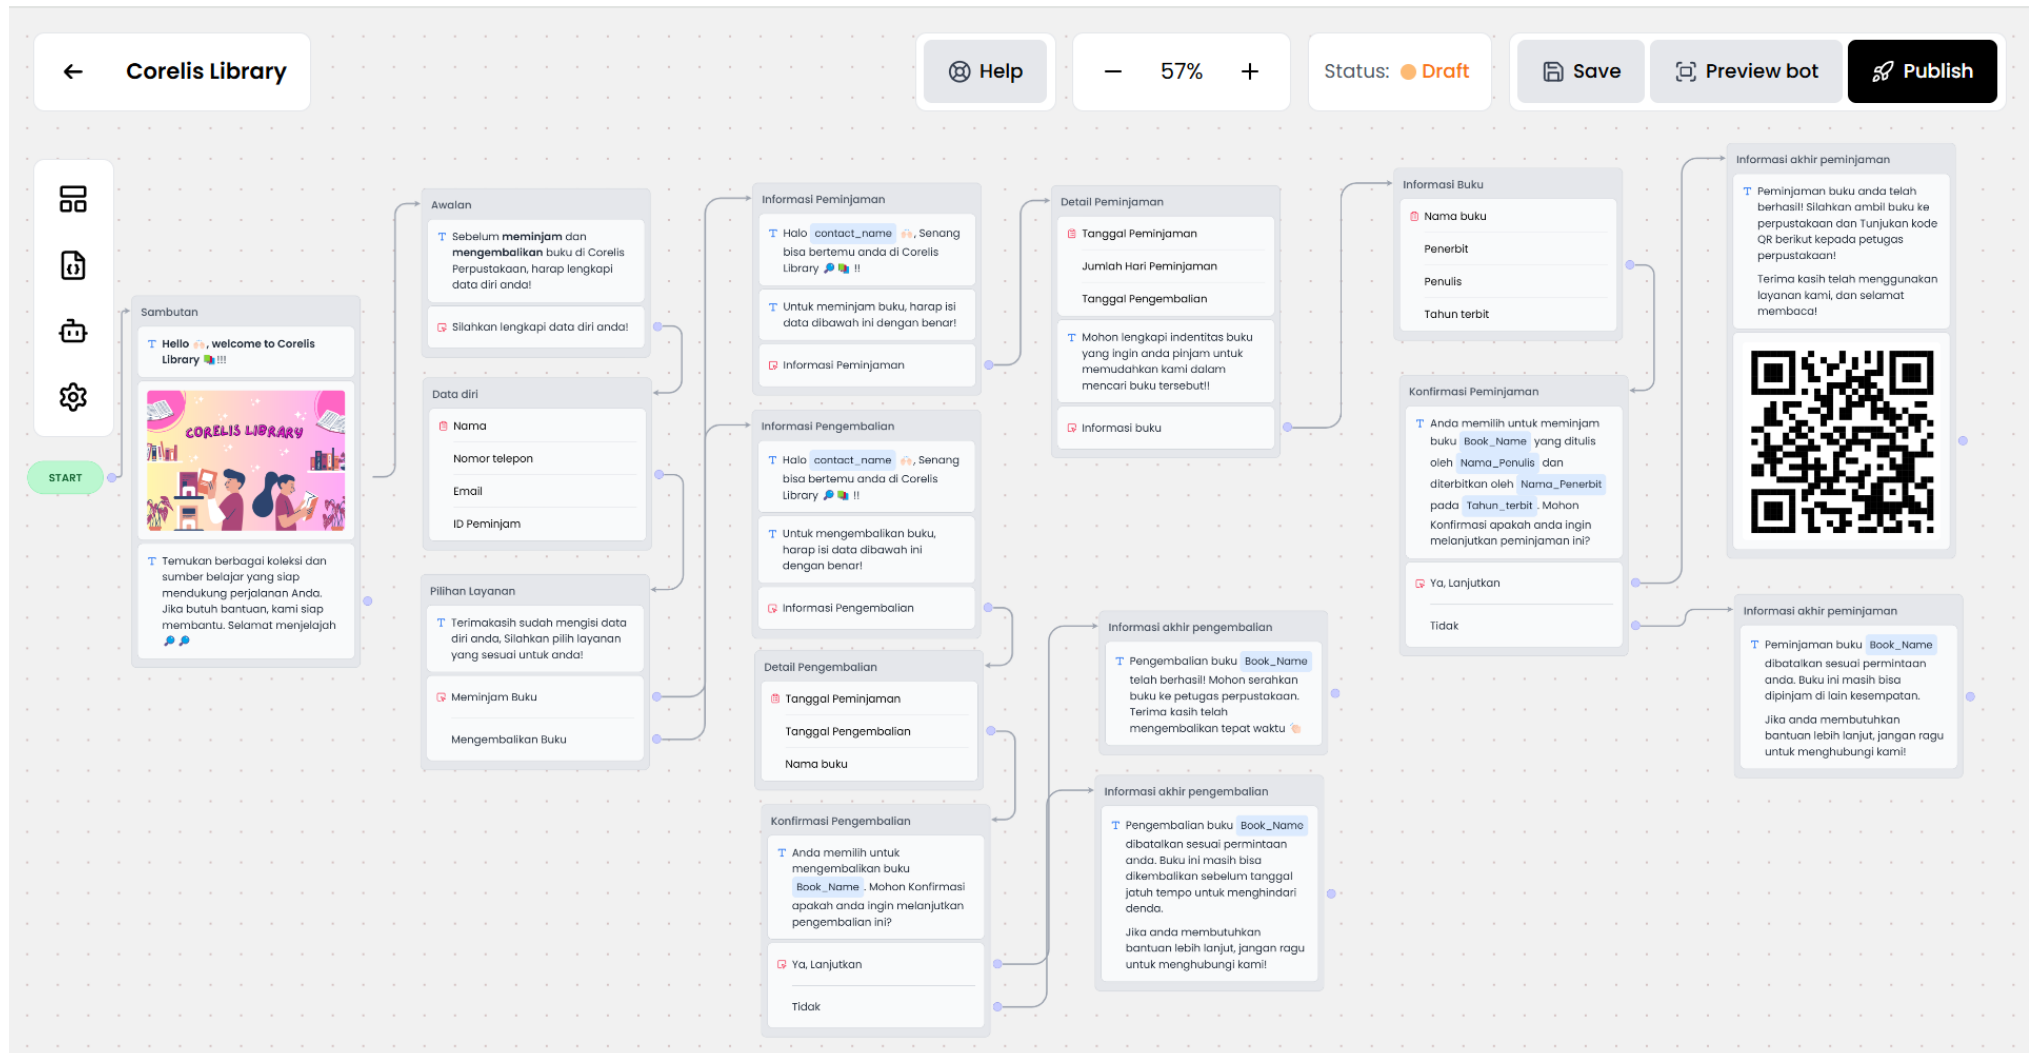 Corelis Library
Help
57%
Status: Draft
Save
Preview bot
Publish
START
Sambutan
Hello , welcome to Corelis
Library !!!
CORELIS LIBRARY
Temukan berbagai koleksi dan
sumber belajar yang siap
mendukung perjalanan Anda.
Jika butuh bantuan, kami siap
membantu. Selamat menjelajah
Awalan
Sebelum meminjam dan
mengembalikan buku di Corelis
Perpustakaan, harap lengkapi
data diri anda!
Silahkan lengkapi data diri anda!
Data diri
Nama
Nomor telepon
Email
ID Peminjam
Pilihan Layanan
Terimakasih sudah mengisi data
diri anda, Silahkan pilih layanan
yang sesuai untuk anda!
Meminjam Buku
Mengembalikan Buku
Informasi Peminjaman
Halo contact_name , Senang
bisa bertemu anda di Corelis
Library !!
Untuk meminjam buku, harap isi
data dibawah ini dengan benar!
Informasi Peminjaman
Informasi Pengembalian
Halo contact_name , Senang
bisa bertemu anda di Corelis
Library !!
Untuk mengembalikan buku,
harap isi data dibawah ini
dengan benar!
Informasi Pengembalian
Detail Pengembalian
Tanggal Peminjaman
Tanggal Pengembalian
Nama buku
Konfirmasi Pengembalian
Anda memilih untuk
mengembalikan buku
Book_Name . Mohon Konfirmasi
apakah anda ingin melanjutkan
pengembalian ini?
Ya, Lanjutkan
Tidak
Detail Peminjaman
Tanggal Peminjaman
Jumlah Hari Peminjaman
Tanggal Pengembalian
Mohon lengkapi indentitas buku
yang ingin anda pinjam untuk
memudahkan kami dalam
mencari buku tersebut!!
Informasi buku
Informasi akhir pengembalian
Pengembalian buku Book_Name
telah berhasil! Mohon serahkan
buku ke petugas perpustakaan.
Terima kasih telah
mengembalikan tepat waktu
Informasi akhir pengembalian
Pengembalian buku Book_Name
dibatalkan sesuai permintaan
anda. Buku ini masih bisa
dikembalikan sebelum tanggal
jatuh tempo untuk menghindari
denda.
Jika anda membutuhkan
bantuan lebih lanjut, jangan ragu
untuk menghubungi kami!
Informasi Buku
Nama buku
Penerbit
Penulis
Tahun terbit
Konfirmasi Peminjaman
Anda memilih untuk meminjam
buku Book_Name yang ditulis
oleh Nama_Penulis dan
diterbitkan oleh Nama_Penerbit
pada Tahun_terbit . Mohon
Konfirmasi apakah anda ingin
melanjutkan peminjaman ini?
Ya, Lanjutkan
Tidak
Informasi akhir peminjaman
Peminjaman buku anda telah
berhasil! Silahkan ambil buku ke
perpustakaan dan Tunjukan kode
QR berikut kepada petugas
perpustakaan!
Terima kasih telah menggunakan
layanan kami, dan selamat
membaca!
Informasi akhir peminjaman
Peminjaman buku Book_Name
dibatalkan sesuai permintaan
anda. Buku ini masih bisa
dipinjam di lain kesempatan.
Jika anda membutuhkan
bantuan lebih lanjut, jangan ragu
untuk menghubungi kami!